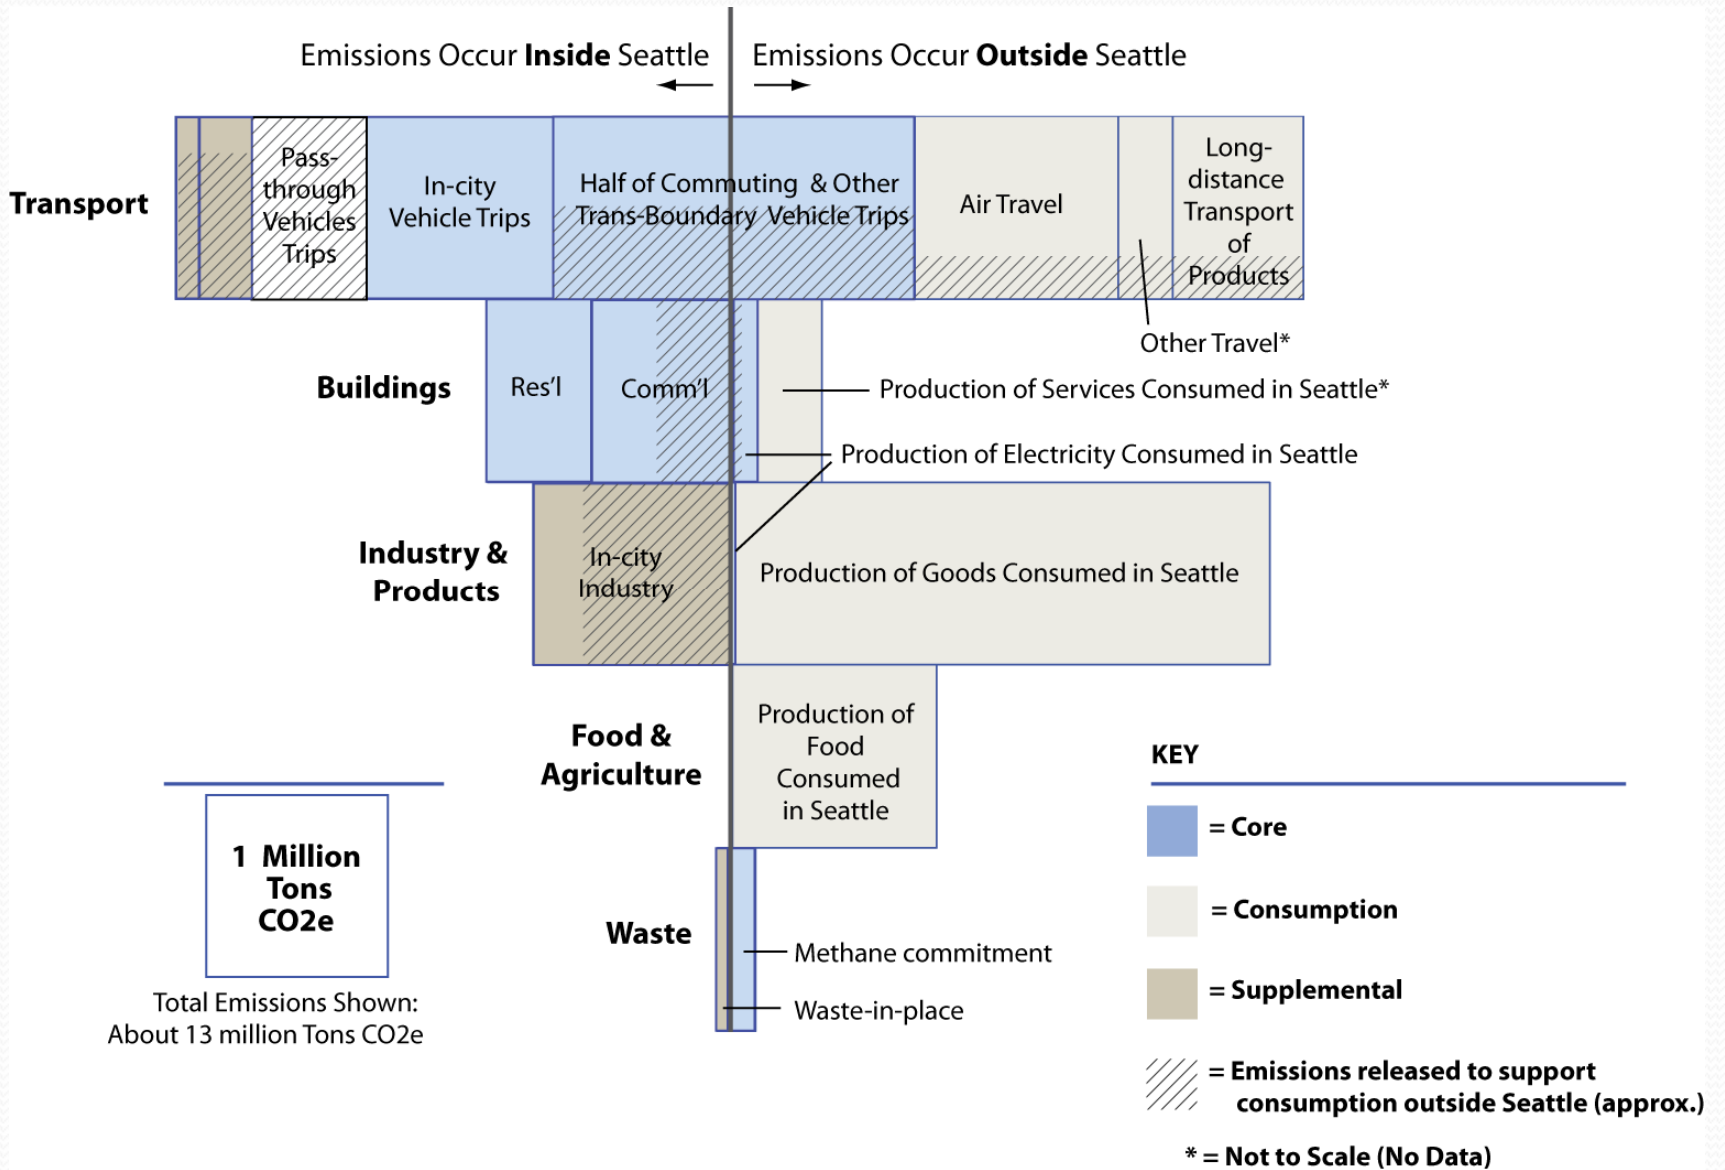 Emissions Occur Inside Seattle
Emissions Occur Outside Seattle
Transport
Pass-
through
Vehicles
Trips
In-city
Vehicle Trips
Half of Commuting & Other
Trans-Boundary Vehicle Trips
Air Travel
Long-
distance
Transport
of
Products
Other Travel*
Buildings
Res'l
Comm'l
Production of Services Consumed in Seattle*
Production of Electricity Consumed in Seattle
Industry &
Products
In-city
Industry
Production of Goods Consumed in Seattle
Food &
Agriculture
Production of
Food
Consumed
in Seattle
Waste
Methane commitment
Waste-in-place
1 Million
Tons
CO2e
Total Emissions Shown:
About 13 million Tons CO2e
KEY
= Core
= Consumption
= Supplemental
= Emissions released to support
consumption outside Seattle (approx.)
* = Not to Scale (No Data)